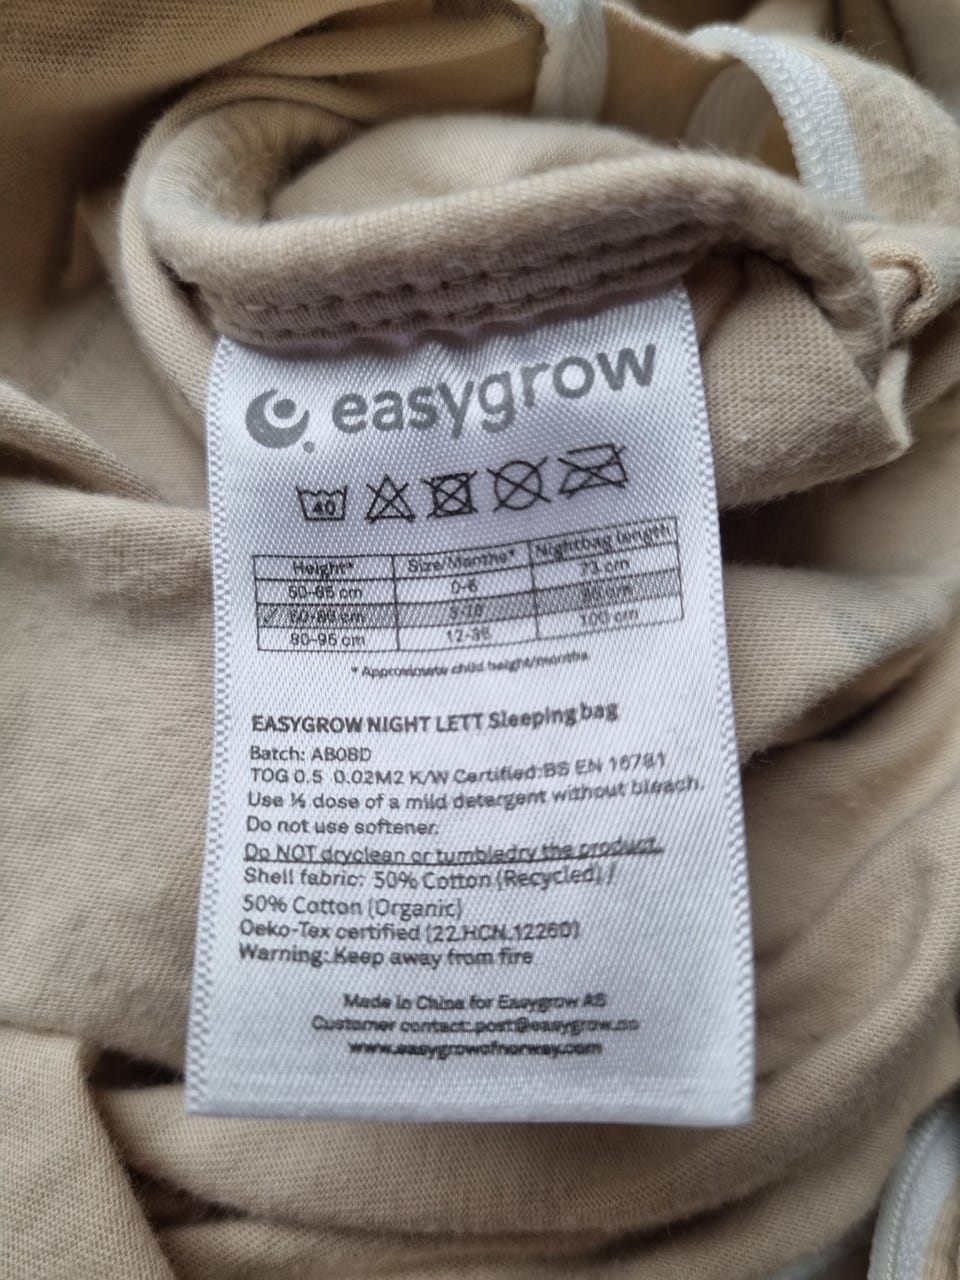 easygrow
40
Height* Size/Months* Nightbag length
50-65 cm 0-6 73 cm
cm
80-95 cm 12-36 100 cm
* Approximate child height/months
EASYGROW NIGHT LETT Sleeping bag
Batch: AB0BD
TOG 0.5 0.02M2 K/W Certified:BS EN 16781
Use ½ dose of a mild detergent without bleach.
Do not use softener.
Do NOT dryclean or tumbledry the product.
Shell fabric: 50% Cotton (Recycled) /
50% Cotton (Organic)
Oeko-Tex certified (22.HCN.12260)
Warning: Keep away from fire
Made in China for Easygrow AS
Customer contact: post@easygrow.no
www.easygrowofnorway.com